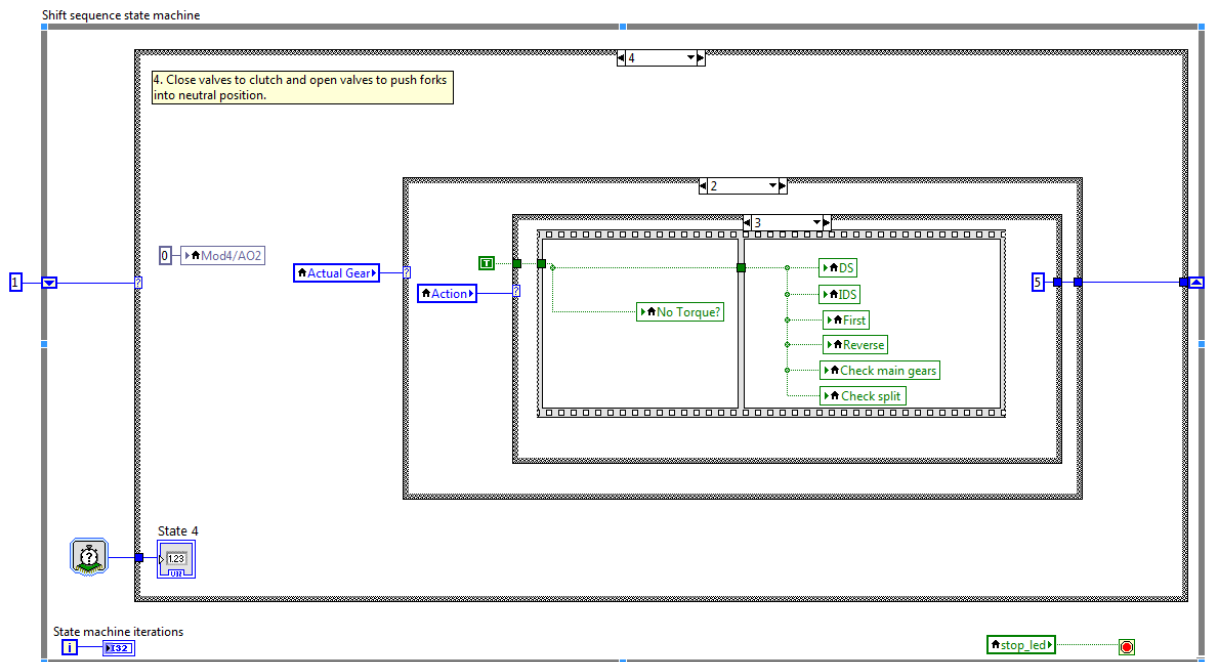 Shift sequence state machine
4
4. Close valves to clutch and open valves to push forks
into neutral position.
2
3
0
Mod4/AO2
Actual Gear
T
Action
No Torque?
DS
IDS
First
Reverse
Check main gears
Check split
1
5
State 4
?
1.23
State machine iterations
i
I32
stop_led